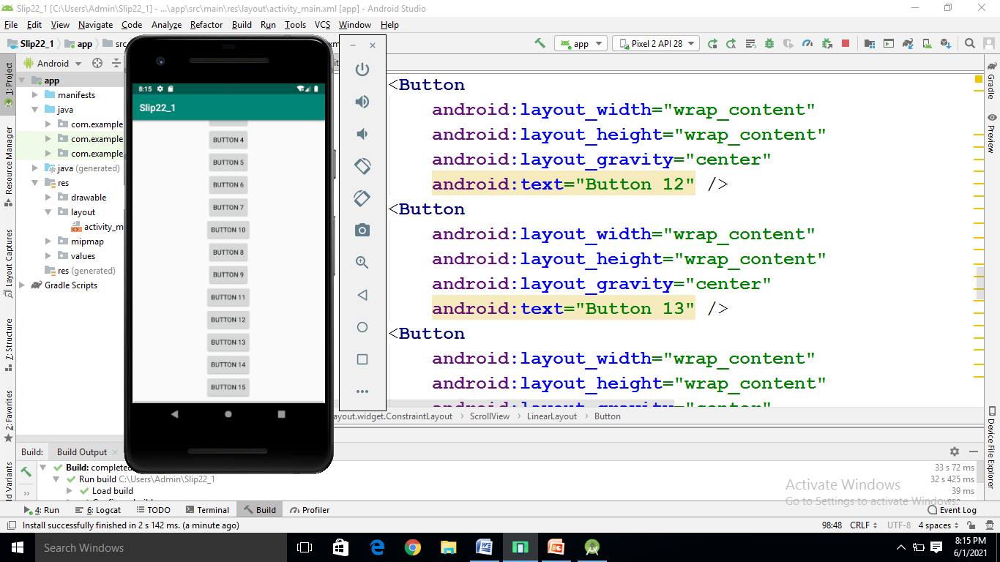 Slip22_1 [C:\Users\Admin\Slip22_1] - ...\app\src\main\res\layout\activity_main.xml [app] - Android Studio
File Edit View Navigate Code Analyze Refactor Build Run Tools VCS Window Help
Slip22_1 app src
app Pixel 2 API 28
Android
1: Project
Resource Manager
Layout Captures
7: Structure
2: Favorites
app
manifests
java
com.example
com.example
com.example
java (generated)
res
drawable
layout
activity_m
mipmap
values
res (generated)
Gradle Scripts
8:15
Slip22_1
BUTTON 4
BUTTON 5
BUTTON 6
BUTTON 7
BUTTON 10
BUTTON 8
BUTTON 9
BUTTON 11
BUTTON 12
BUTTON 13
BUTTON 14
BUTTON 15
<Button
android:layout_width="wrap_content"
android:layout_height="wrap_content"
android:layout_gravity="center"
android:text="Button 12" />
<Button
android:layout_width="wrap_content"
android:layout_height="wrap_content"
android:layout_gravity="center"
android:text="Button 13" />
<Button
android:layout_width="wrap_content"
android:layout_height="wrap_content"
android:layout_gravity="center"
ayout.widget.ConstraintLayout ScrollView LinearLayout Button
Gradle
Preview
Device File Explorer
Build: Build Output
Build: completed 33 s 72 ms
Run build C:\Users\Admin\Slip22_1 32 s 425 ms
Load build 39 ms
Activate Windows
Go to Settings to activate Windows.
4: Run 6: Logcat TODO Terminal Build Profiler Event Log
Install successfully finished in 2 s 142 ms. (a minute ago) 98:48 CRLF UTF-8 4 spaces
Search Windows
8:15 PM
6/1/2021